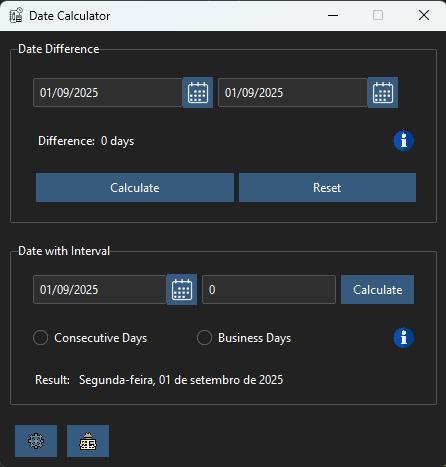 Date Calculator
Date Difference
01/09/2025 01/09/2025
Difference: 0 days
Calculate Reset
Date with Interval
01/09/2025 0 Calculate
Consecutive Days Business Days
Result: Segunda-feira, 01 de setembro de 2025